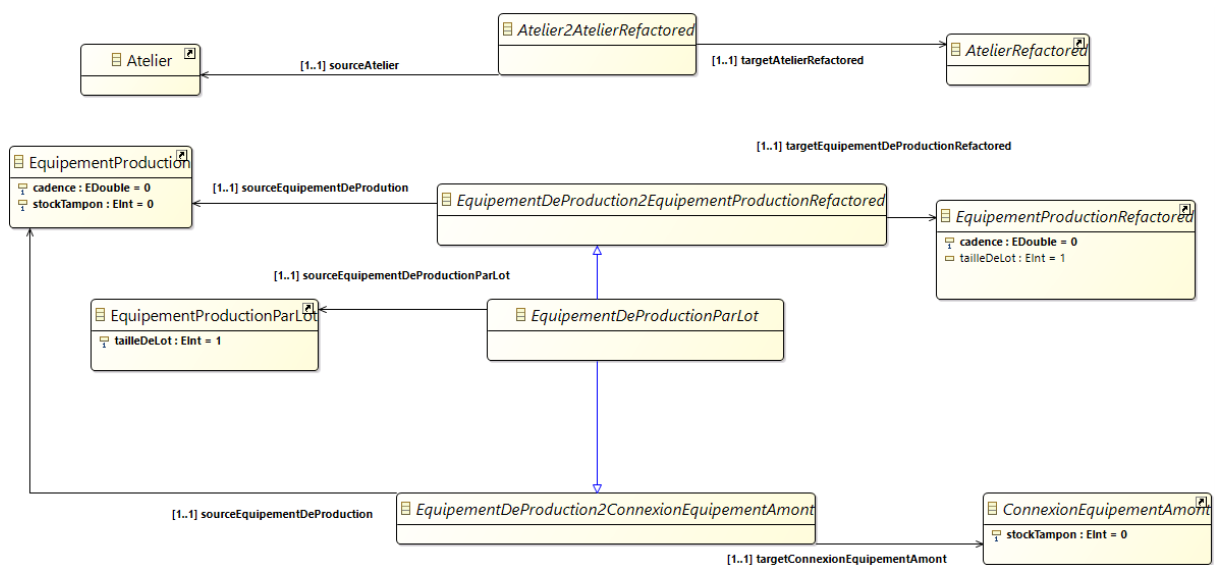 Atelier2AtelierRefactored
Atelier
AtelierRefactored
[1..1] sourceAtelier
[1..1] targetAtelierRefactored
[1..1] targetEquipementDeProductionRefactored
EquipementProduction
cadence : EDouble = 0
stockTampon : EInt = 0
[1..1] sourceEquipementDeProdution
EquipementDeProduction2EquipementProductionRefactored
EquipementProductionRefactored
cadence : EDouble = 0
tailleDeLot : EInt = 1
[1..1] sourceEquipementDeProductionParLot
EquipementProductionParLot
tailleDeLot : EInt = 1
EquipementDeProductionParLot
EquipementDeProduction2ConnexionEquipementAmont
[1..1] sourceEquipementDeProduction
ConnexionEquipementAmont
stockTampon : EInt = 0
[1..1] targetConnexionEquipementAmont